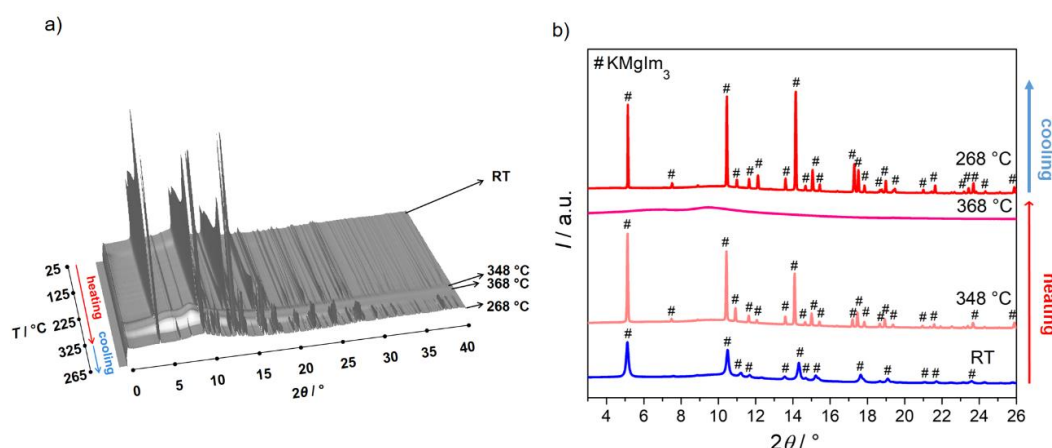 a)
RT
348 °C
368 °C
268 °C
25
125
225
325
265
T / °C
heating
cooling
0
5
10
15
20
25
30
35
40
2θ / °
b)
# KMgIm3
# # # # # # # # # # # # # # # # # # # # # #
268 °C
368 °C
# # # # # # # # # # # # # # # # # # # #
348 °C
# # # # # # # # # # # # #
RT
I / a.u.
4 6 8 10 12 14 16 18 20 22 24 26
2θ / °
cooling
heating